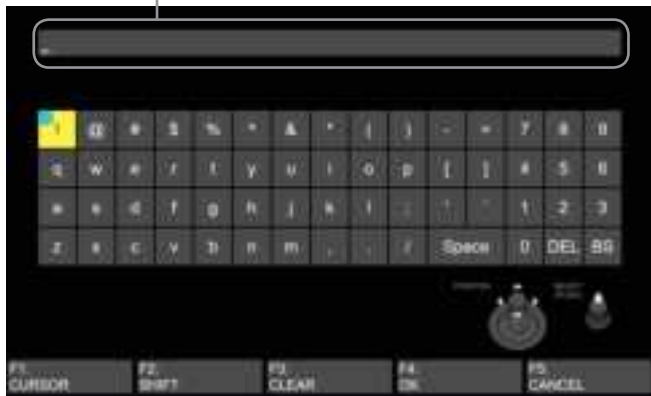 _
! @ # $ % ^ & * ( ) - = 7 8 9
q w e r t y u i o p [ ] 4 5 6
a s d f g h j k l ; 1 2 3
z x c v b n m , . / Space 0 DEL BS
F1. CURSOR
F2. SHIFT
F3. CLEAR
F4. OK
F5. CANCEL